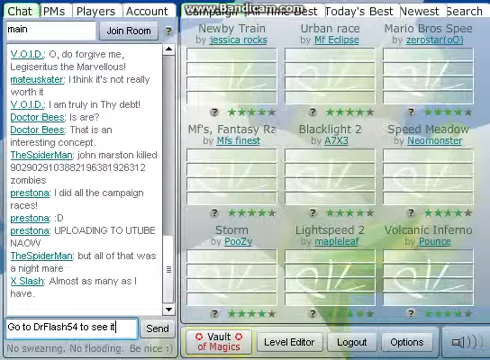 www.bandicam.com
Chat PMs Players Account
Campaign All Time Best Today's Best Newest Search
main
Join Room
V.O.I.D.: O, do forgive me,
Legiseritus the Marvellous!
mateuskater: I think it's not really
worth it
V.O.I.D.: I am truly in Thy debt!
Doctor Bees: Is are?
Doctor Bees: That is an
interesting concept.
TheSpiderMan: john marston killed
9029029103882196381926312
zombies
prestona: I did all the campaign
races!
prestona: :D
prestona: UPLOADING TO UTUBE
NAOW
TheSpiderMan: but all of that was
a night mare
X Slash: Almost as many as I
have.
Go to DrFlash54 to see it
Send
No swearing. No flooding. Be nice :)
Newby Train
by jessica rocks
Urban race
by Mf Eclipse
Mario Bros Spee
by zerostar(oO)
?
?
?
Mf's, Fantasy Ra
by Mfs finest
Blacklight 2
by A7X3
Speed Meadow
by Neomonster
?
?
?
Storm
by PooZy
Lightspeed 2
by mapleleaf
Volcanic Inferno
by Pounce
?
?
?
Vault
of Magics
Level Editor
Logout
Options